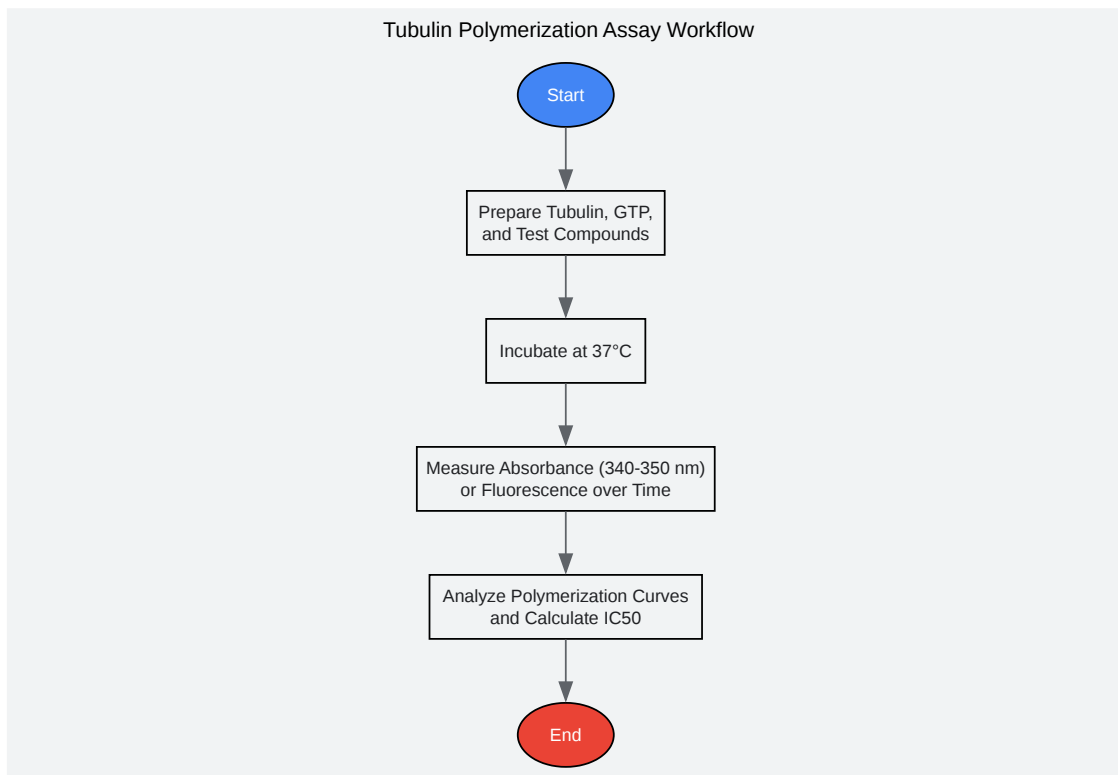 Tubulin Polymerization Assay Workflow
Start
Prepare Tubulin, GTP,
and Test Compounds
Incubate at 37°C
Measure Absorbance (340-350 nm)
or Fluorescence over Time
Analyze Polymerization Curves
and Calculate IC50
End